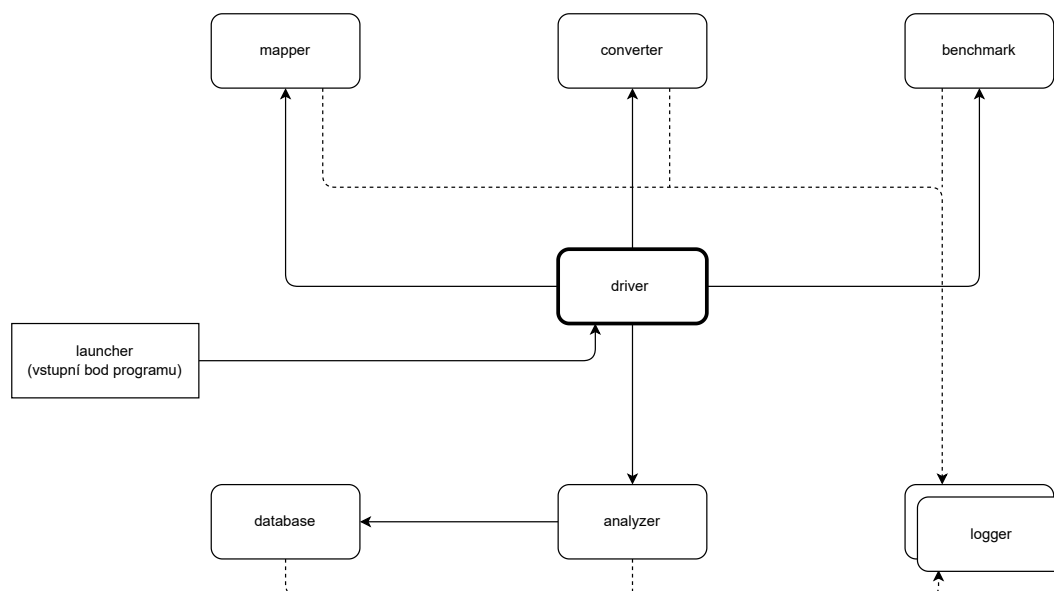 mapper
converter
benchmark
driver
launcher
(vstupní bod programu)
database
analyzer
logger